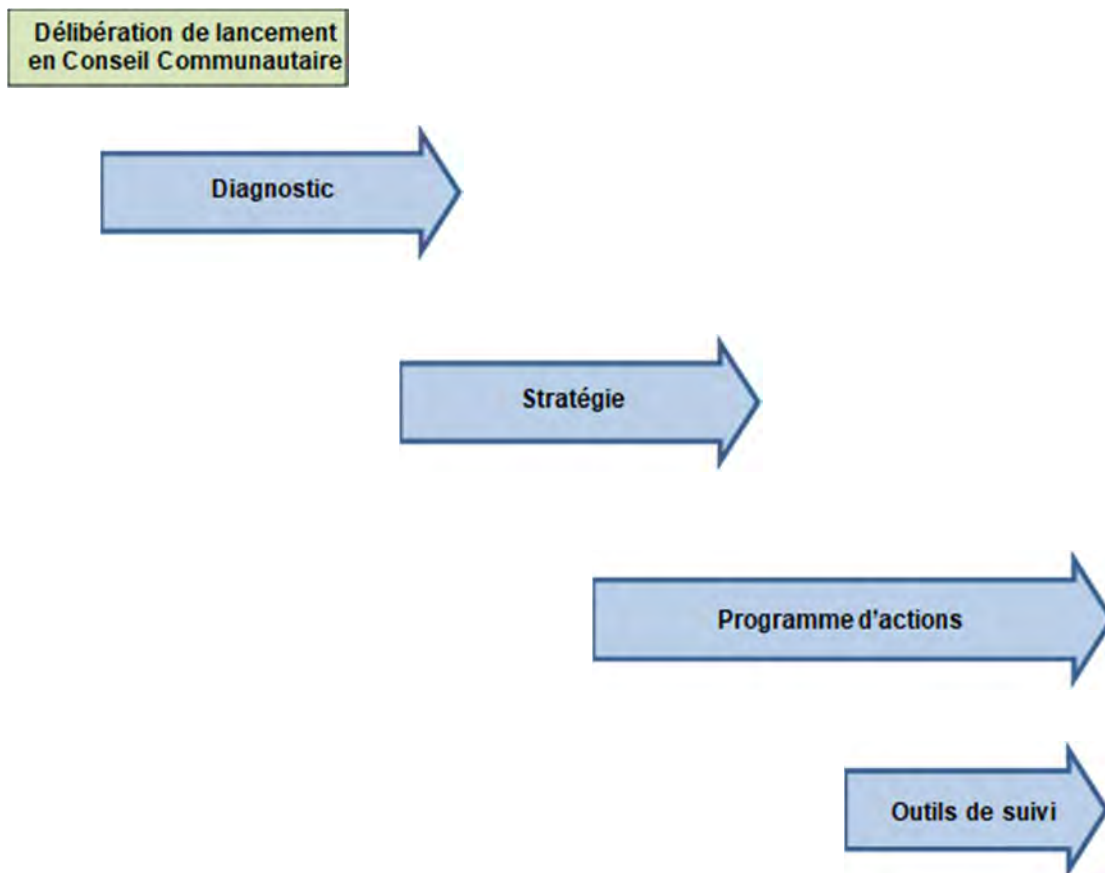 Délibération de lancement
en Conseil Communautaire
Diagnostic
Stratégie
Programme d'actions
Outils de suivi